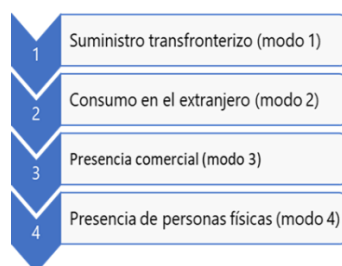 1
Suministro transfronterizo (modo 1)
2
Consumo en el extranjero (modo 2)
3
Presencia comercial (modo 3)
4
Presencia de personas físicas (modo 4)